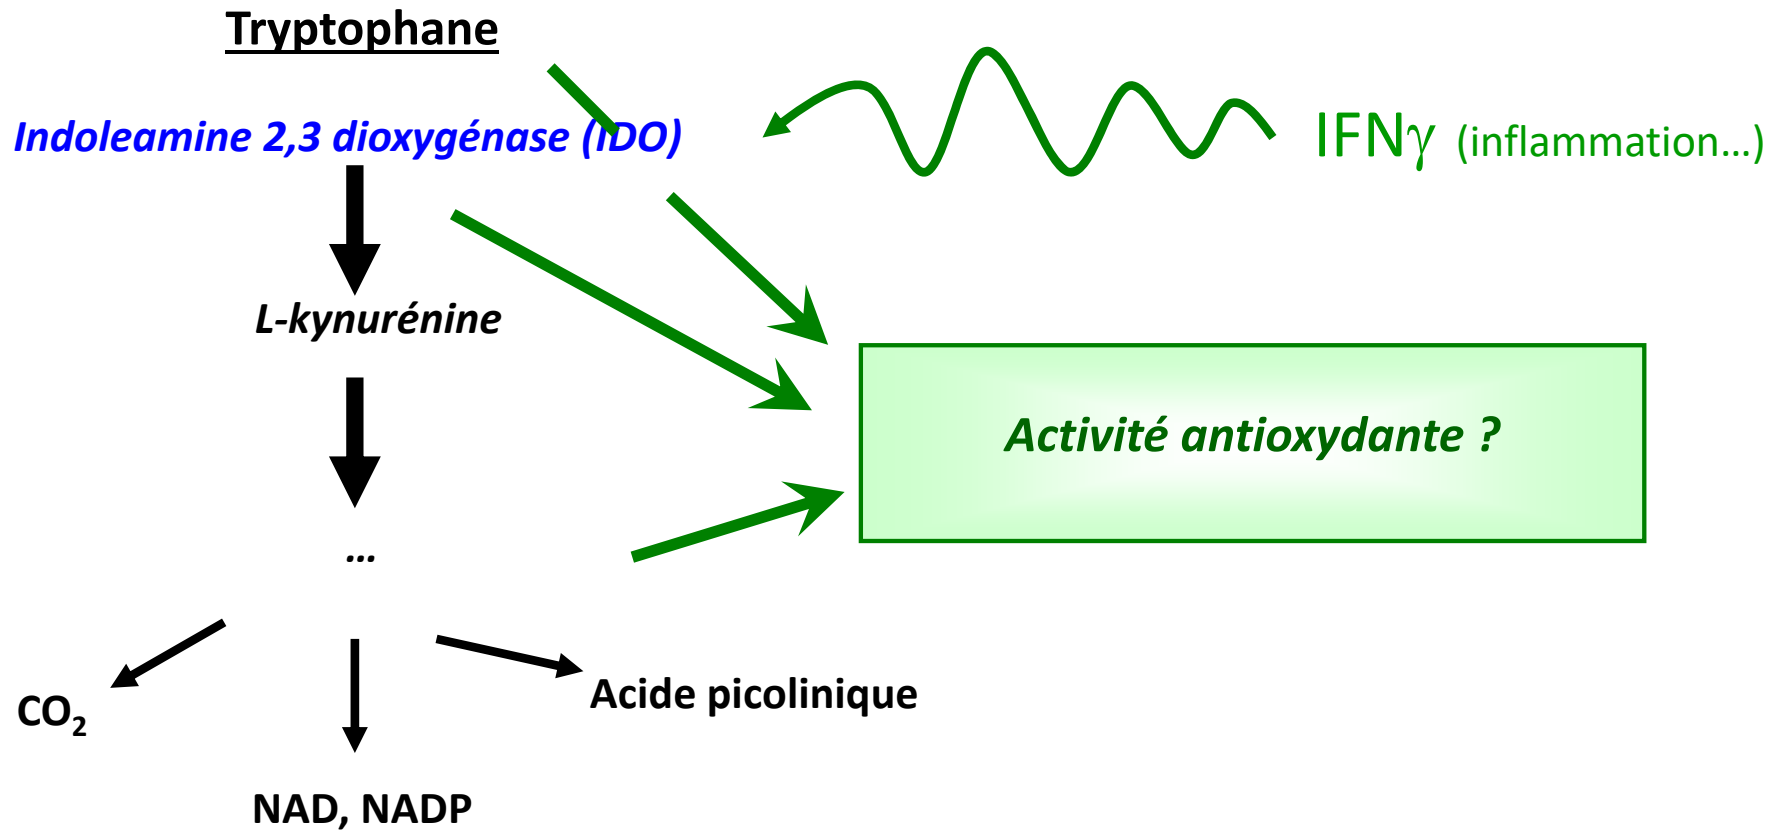 Tryptophane
Indoleamine 2,3 dioxygénase (IDO)
IFNγ (inflammation...)
L-kynurénine
Activité antioxydante ?
...
Acide picolinique
CO₂
NAD, NADP